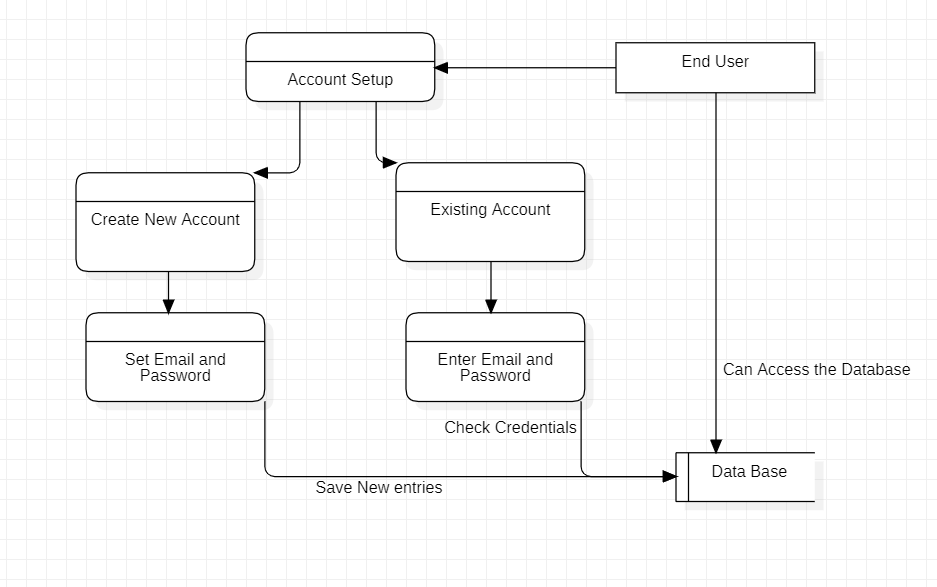 End User
Account Setup
Create New Account
Existing Account
Set Email and
Password
Enter Email and
Password
Can Access the Database
Check Credentials
Data Base
Save New entries